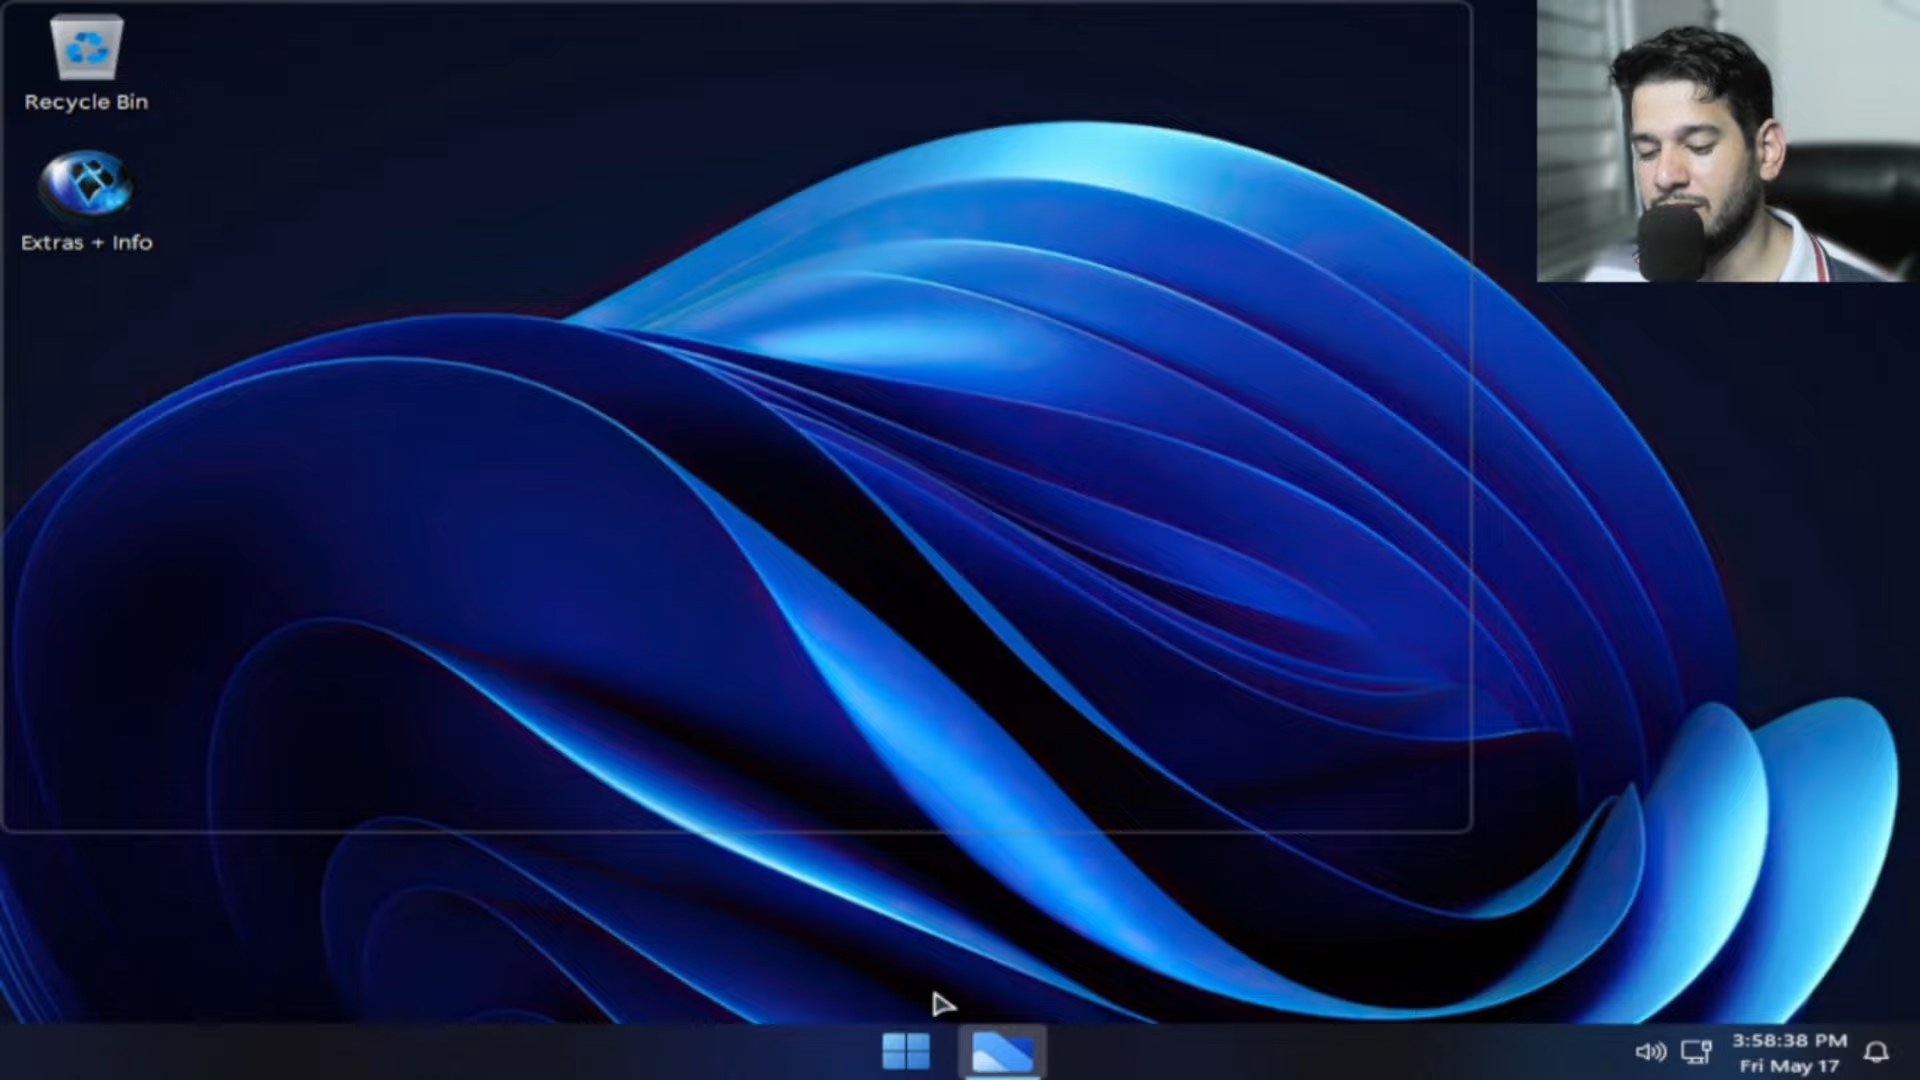 Recycle Bin
Extras + Info
3:58:38 PM
Fri May 17